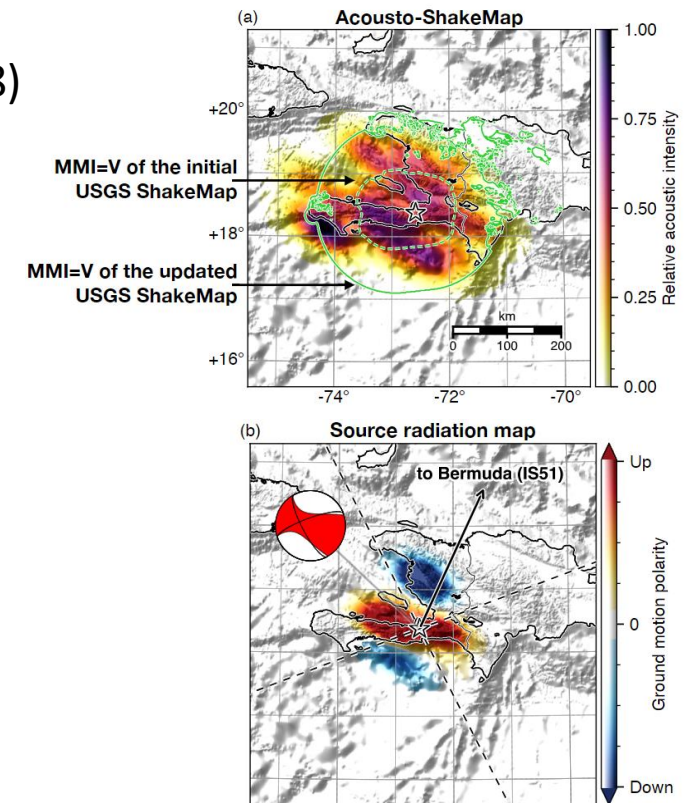 3)
(a)
Acousto-ShakeMap
+20°
+18°
+16°
-74°
-72°
-70°
MMI=V of the initial
USGS ShakeMap
MMI=V of the updated
USGS ShakeMap
km
0 100 200
1.00
0.75
0.50
0.25
0.00
Relative acoustic intensity
(b)
Source radiation map
to Bermuda (IS51)
Up
0
Down
Ground motion polarity